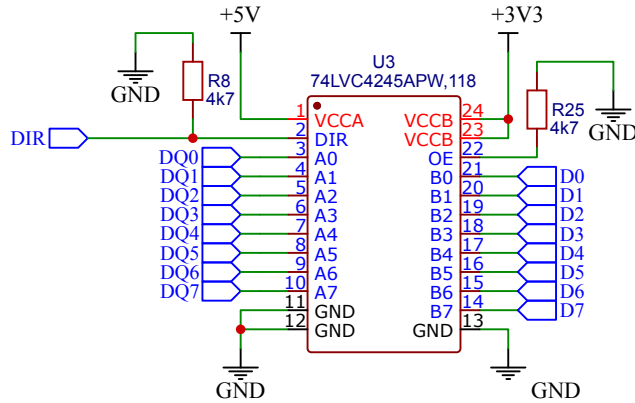 +5V
+3V3
U3
74LVC4245APW,118
GND
R8
4k7
R25
4k7
GND
DIR
1 VCCA VCCB 24
2 DIR VCCB 23
DQ0 3 A0 OE 22
DQ1 4 A1 B0 21 D0
DQ2 5 A2 B1 20 D1
DQ3 6 A3 B2 19 D2
DQ4 7 A4 B3 18 D3
DQ5 8 A5 B4 17 D4
DQ6 9 A6 B5 16 D5
DQ7 10 A7 B6 15 D6
11 GND B7 14 D7
12 GND GND 13
GND
GND